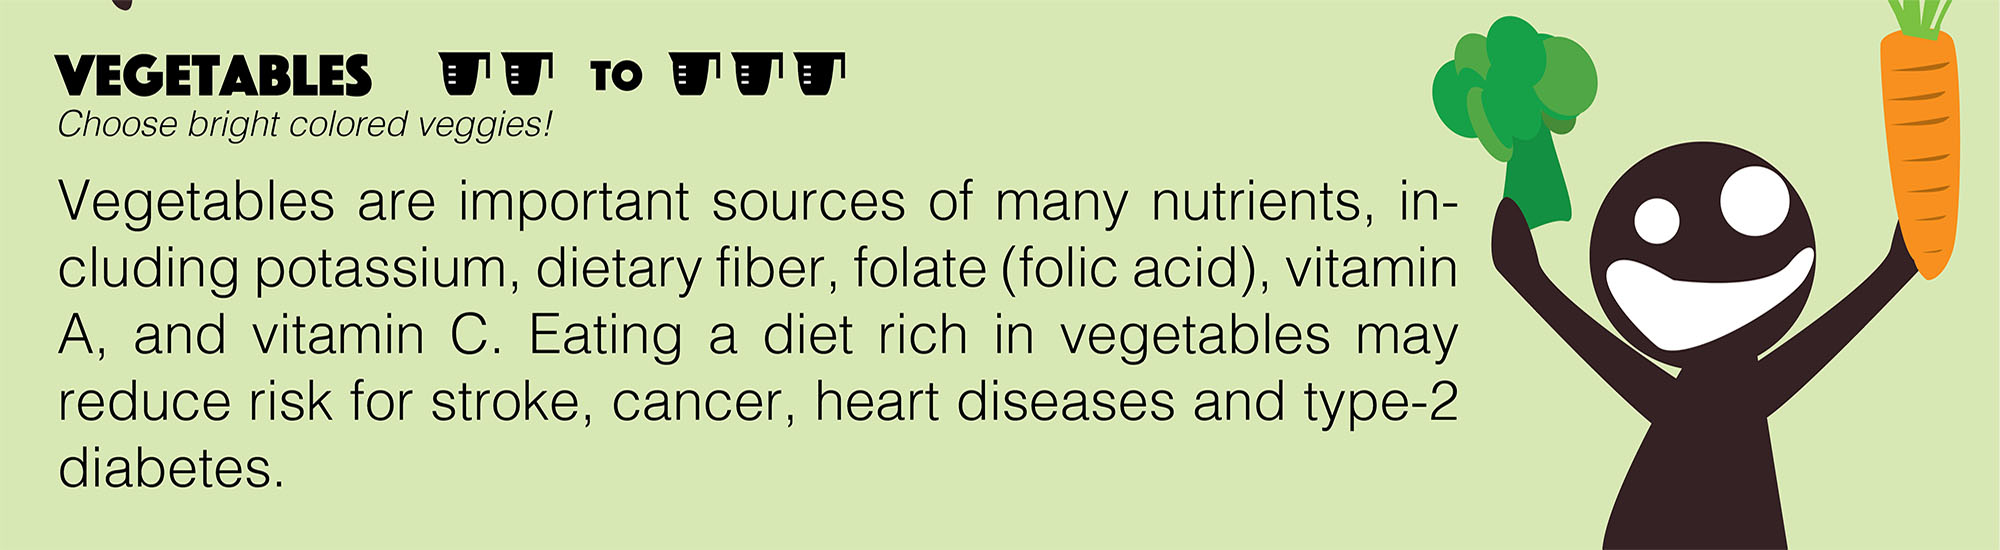 VEGETABLES TO
Choose bright colored veggies!
Vegetables are important sources of many nutrients, in-
cluding potassium, dietary fiber, folate (folic acid), vitamin
A, and vitamin C. Eating a diet rich in vegetables may
reduce risk for stroke, cancer, heart diseases and type-2
diabetes.